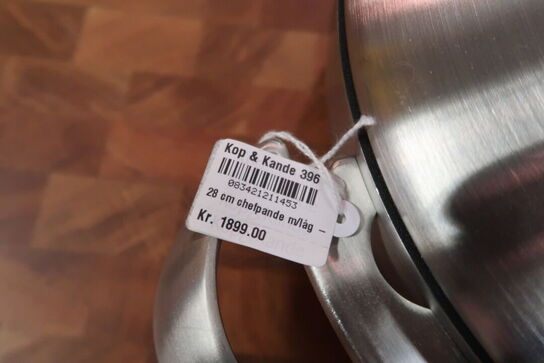 Kop & Kande 396
083421211453
28 cm chefpande m/låg –
Kr. 1899.00